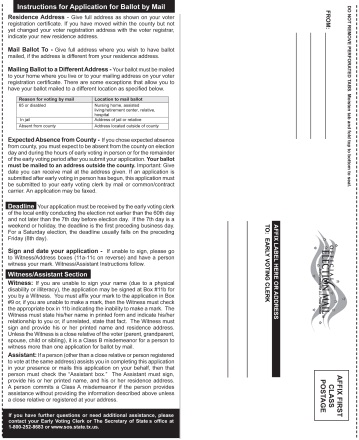 Instructions for Application for Ballot by Mail
Residence Address - Give full address as shown on your voter
registration certificate. If you have moved within the county but not
yet changed your voter registration address with the voter registrar,
indicate your new residence address.
Mail Ballot To - Give full address where you wish to have ballot
mailed, if the address is different from your residence address.
Mailing Ballot to a Different Address - Your ballot must be mailed
to your home where you lives or to your mailing address on your voter
registration certificate. There are some exceptions that allow you to
have your ballot mailed to a different location as specified below.
Reason for voting by mail Location to mail ballot
65 or disabled Nursing home, assisted
living/retirement center, relative,
hospital
In jail Address of jail or relative
Absent from county Address located outside of county
Expected Absence from County - If you chose expected absence
from county, you must expect to be absent from the county on election
day and during the hours of early voting in person or for the remainder
of the early voting period after you submit your application. Your ballot
must be mailed to an address outside the county. Important: Give
date you can receive mail at the address given. If an application is
submitted after early voting in person has begun, this application must
be submitted to your early voting clerk by mail or common/contract
carrier. An application may be faxed.
Deadline Your application must be received by the early voting clerk
of the local entity conducting the election not earlier than the 60th day
and not later than the 7th day before election day. If the 7th day is a
weekend or holiday, the deadline is the first preceding business day.
For a Saturday election, the deadline usually falls on the preceding
Friday (8th day).
Sign and date your application - If unable to sign, please go
to Witness/Address boxes (11a-11c on reverse) and have a person
witness your mark. Witness/Assistant Instructions follow.
Witness/Assistant Section
Witness: If you are unable to sign your name (due to a physical
disability or illiteracy), the application may be signed at Box #11b for
you by a Witness. You must affix your mark to the application in Box
#9 or, if you are unable to make a mark, then the Witness must check
the appropriate box in 11b indicating the inability to make a mark. The
Witness must state his/her name in printed form and indicate his/her
relationship to you or, if unrelated, state that fact. The Witness must
sign and provide his or her printed name and residence address.
Unless the Witness is a close relative of the voter (parent, grandparent,
spouse, child or sibling), it is a Class B misdemeanor for a person to
witness more than one application for ballot by mail.
Assistant: If a person (other than a close relative or person registered
to vote at the same address) assists you in completing this application
in your presence or mails this application on your behalf, then that
person must check the "Assistant box." The Assistant must sign,
provide his or her printed name, and his or her residence address.
A person commits a Class A misdemeanor if the person provides
assistance without providing the information described above unless
a close relative or registered at your address.
If you have further questions or need additional assistance, please
contact your Early Voting Clerk or The Secretary of State's office at
1-800-252-8683 or www.sos.state.tx.us.
AFFIX LABEL HERE OR ADDRESS
TO: EARLY VOTING CLERK
FROM:
DO NOT REMOVE PERFORATED TABS. Moisten tab and fold top to bottom to seal.
OFFICIAL
ELECTION MAIL
AFFIX FIRST
CLASS
POSTAGE